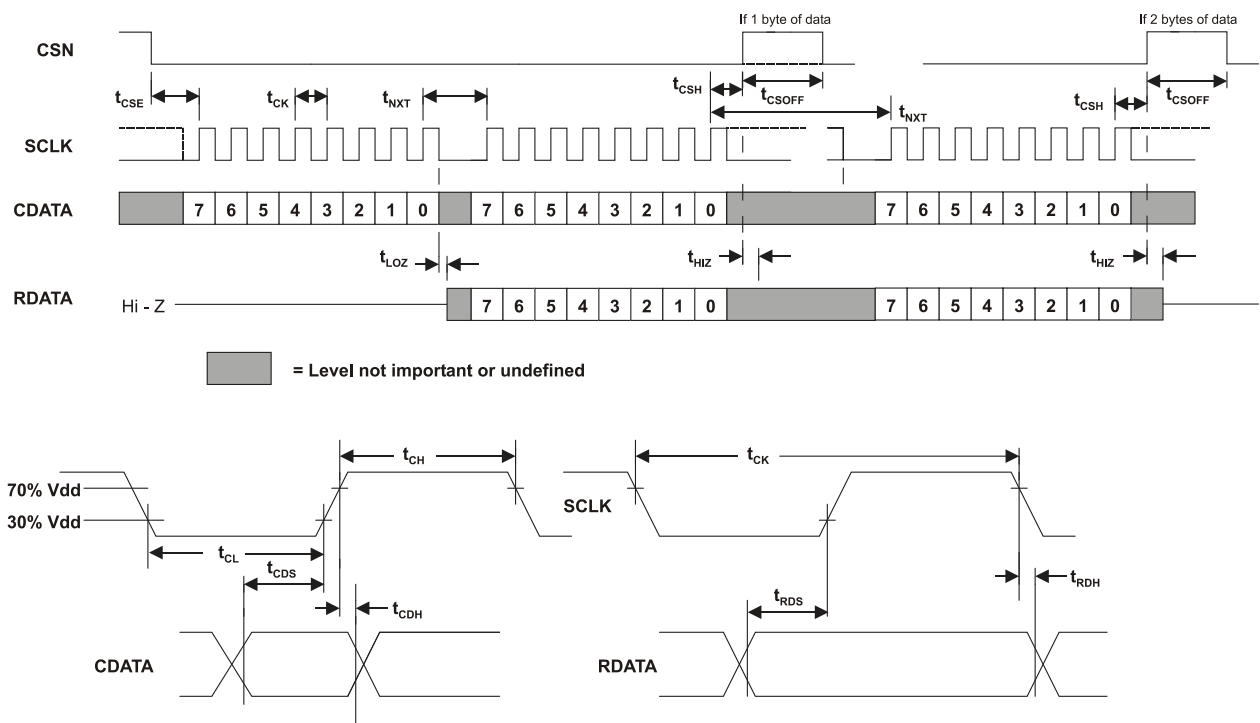 If 1 byte of data If 2 bytes of data
CSN
tCSE tCK tNXT tCSH tCSOFF tNXT tCSH tCSOFF
SCLK
CDATA 7 6 5 4 3 2 1 0 7 6 5 4 3 2 1 0 7 6 5 4 3 2 1 0
tLOZ tHIZ tHIZ
RDATA Hi - Z 7 6 5 4 3 2 1 0 7 6 5 4 3 2 1 0
= Level not important or undefined
tCH tCK
70% Vdd
SCLK
30% Vdd
tCL
tCDS
tRDH
tCDH tRDS
CDATA RDATA